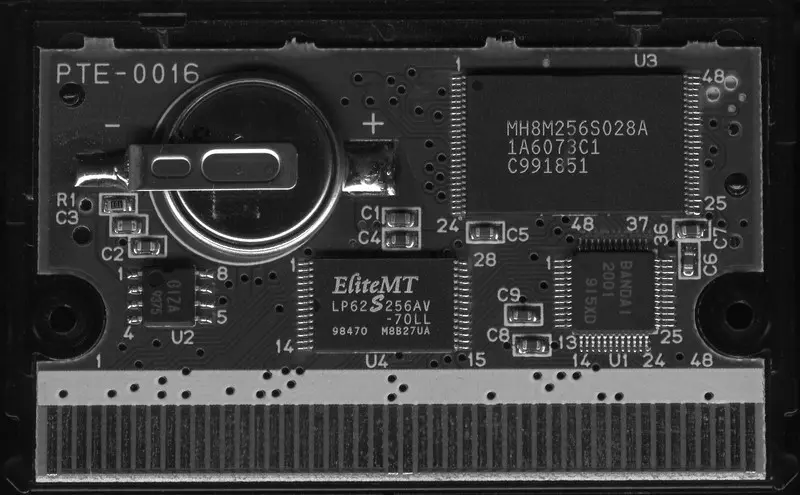 PTE-0016
1
U3
48
-
+
MH8M256S028A
1A6073C1
C991851
R1
C3
C2
C1
C4
24
C5
48
37
36
C7
25
C6
1
8
4
5
U2
1
28
EliteMT
LP62S256AV
-70LL
98470 M8B27UA
14
U4
15
C9
C8
1
BANDAI
2001
915XD
13
25
14
U1
24
1
48